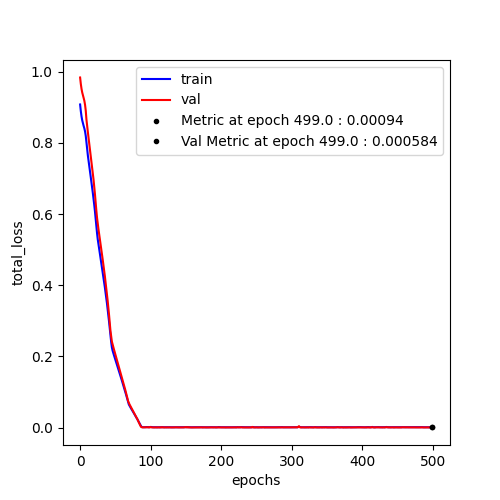 train
val
Metric at epoch 499.0 : 0.00094
Val Metric at epoch 499.0 : 0.000584
1.0
0.8
0.6
0.4
0.2
0.0
total_loss
0 100 200 300 400 500
epochs